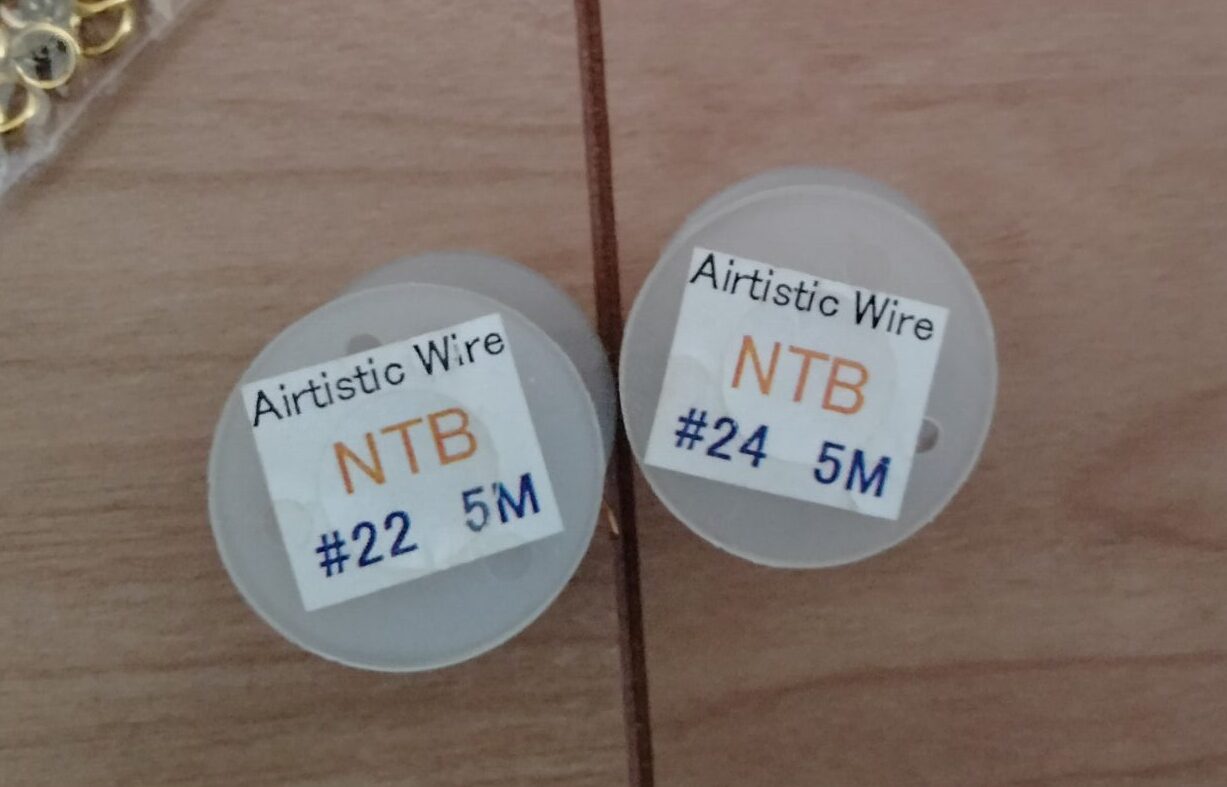 Airtistic Wire
NTB
#22 5M
Airtistic Wire
NTB
#24 5M